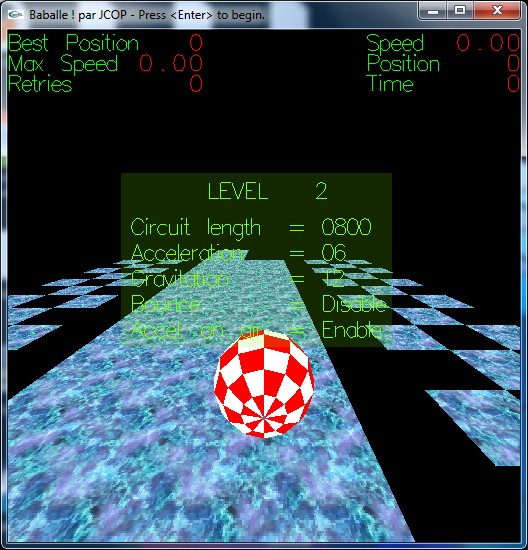 Baballe ! par JCOP - Press <Enter> to begin.
Best Position 0
Max Speed 0.00
Retries 0
Speed 0.00
Position 0
Time 0
LEVEL 2
Circuit length = 0800
Acceleration = 06
Gravitation = 12
Bounce = Disable
Accel on air = Enable